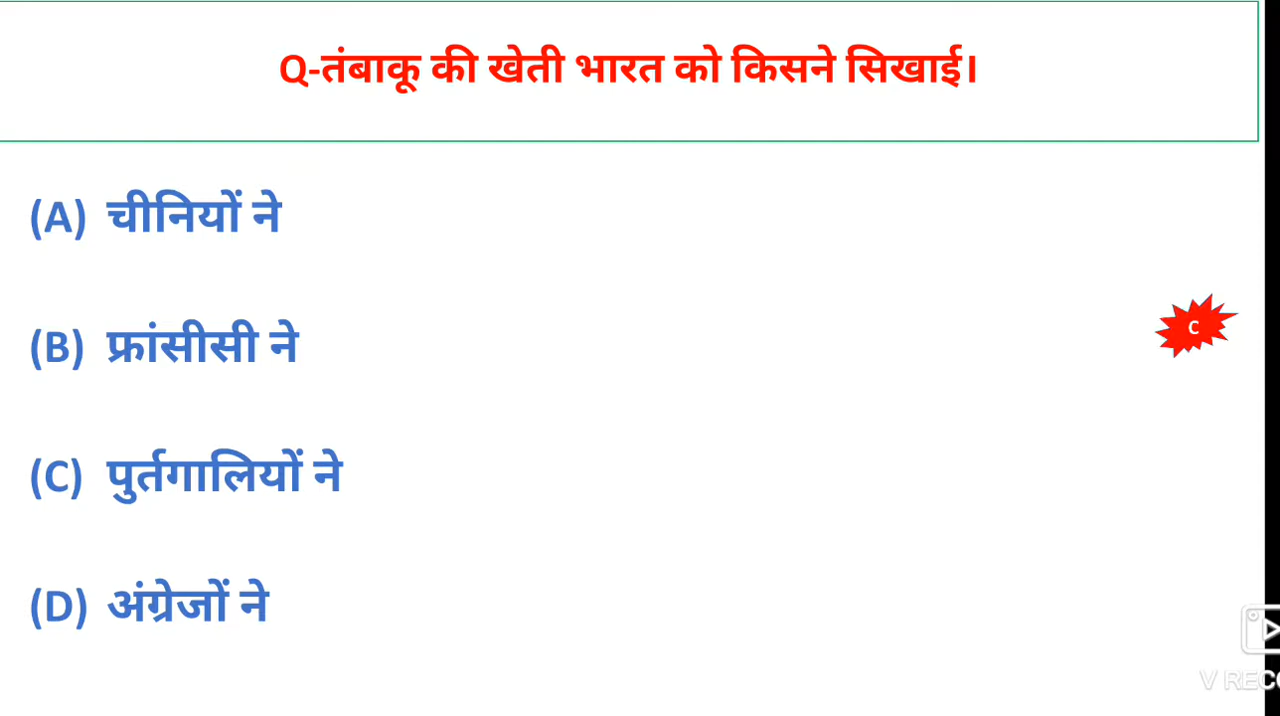 Q-तंबाकू की खेती भारत को किसने सिखाई।
(A) चीनियों ने
(B) फ्रांसीसी ने
C
(C) पुर्तगालियों ने
(D) अंग्रेजों ने
V